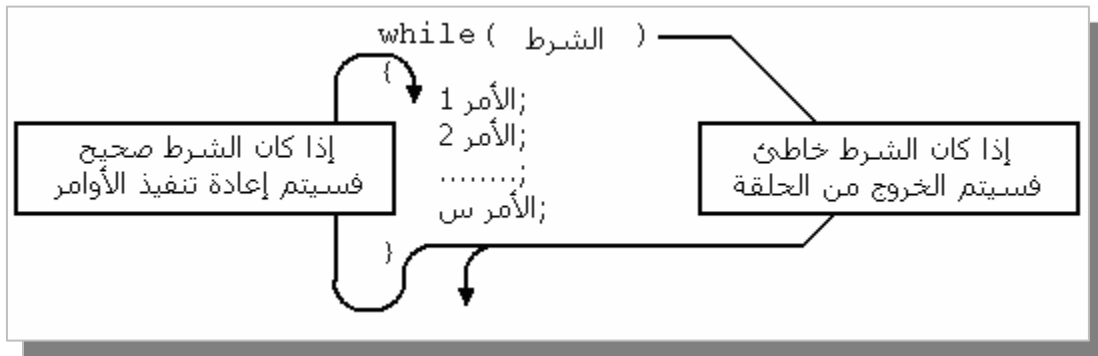 while ( الشرط )
{
الأمر 1;
الأمر 2;
........;
الأمر س;
}
إذا كان الشرط صحيح
فسيتم إعادة تنفيذ الأوامر
إذا كان الشرط خاطئ
فسيتم الخروج من الحلقة